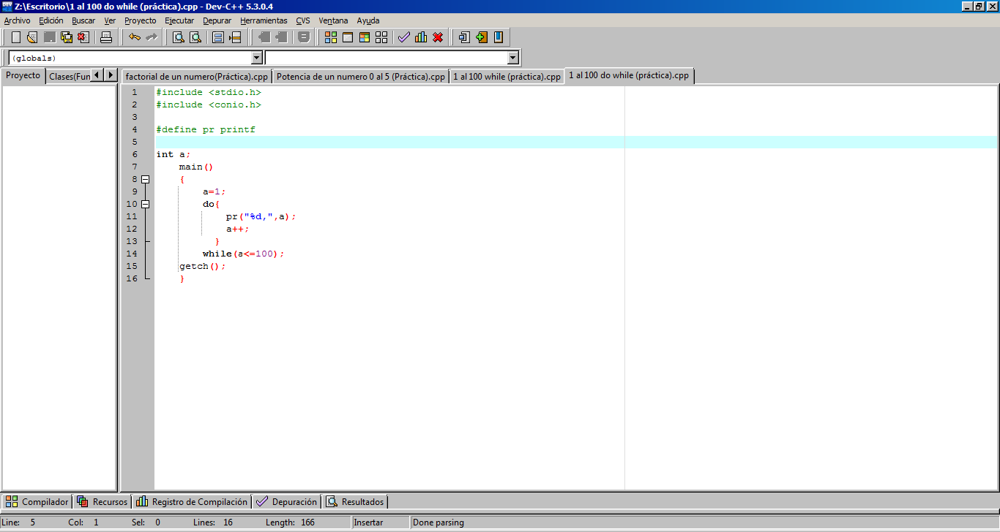 Z:\Escritorio\1 al 100 do while (práctica).cpp - Dev-C++ 5.3.0.4
Archivo Edición Buscar Ver Proyecto Ejecutar Depurar Herramientas CVS Ventana Ayuda
(globals)
Proyecto Clases(Fun
factorial de un numero(Práctica).cpp Potencia de un numero 0 al 5 (Práctica).cpp 1 al 100 while (práctica).cpp 1 al 100 do while (práctica).cpp
1 #include <stdio.h>
2 #include <conio.h>
3
4 #define pr printf
5
6 int a;
7 main()
8 {
9 a=1;
10 do{
11 pr("%d,",a);
12 a++;
13 }
14 while(a<=100);
15 getch();
16 }
Compilador Recursos Registro de Compilación Depuración Resultados
Line: 5 Col: 1 Sel: 0 Lines: 16 Length: 166 Insertar Done parsing